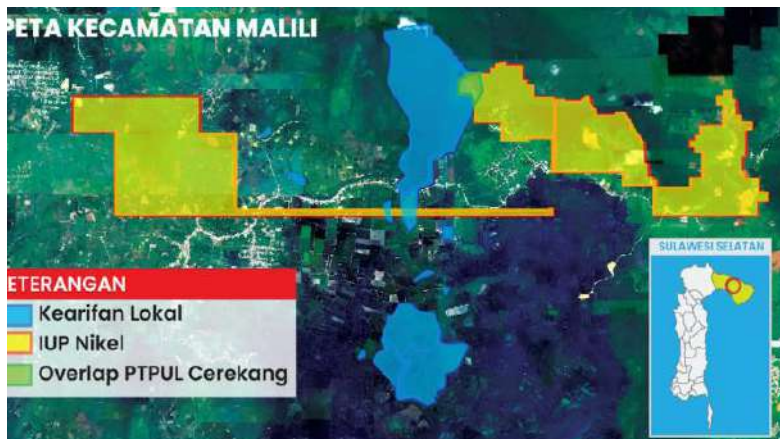 PETA KECAMATAN MALILI
SULAWESI SELATAN
ETERANGAN
Kearifan Lokal
IUP Nikel
Overlap PTPUL Cerekang